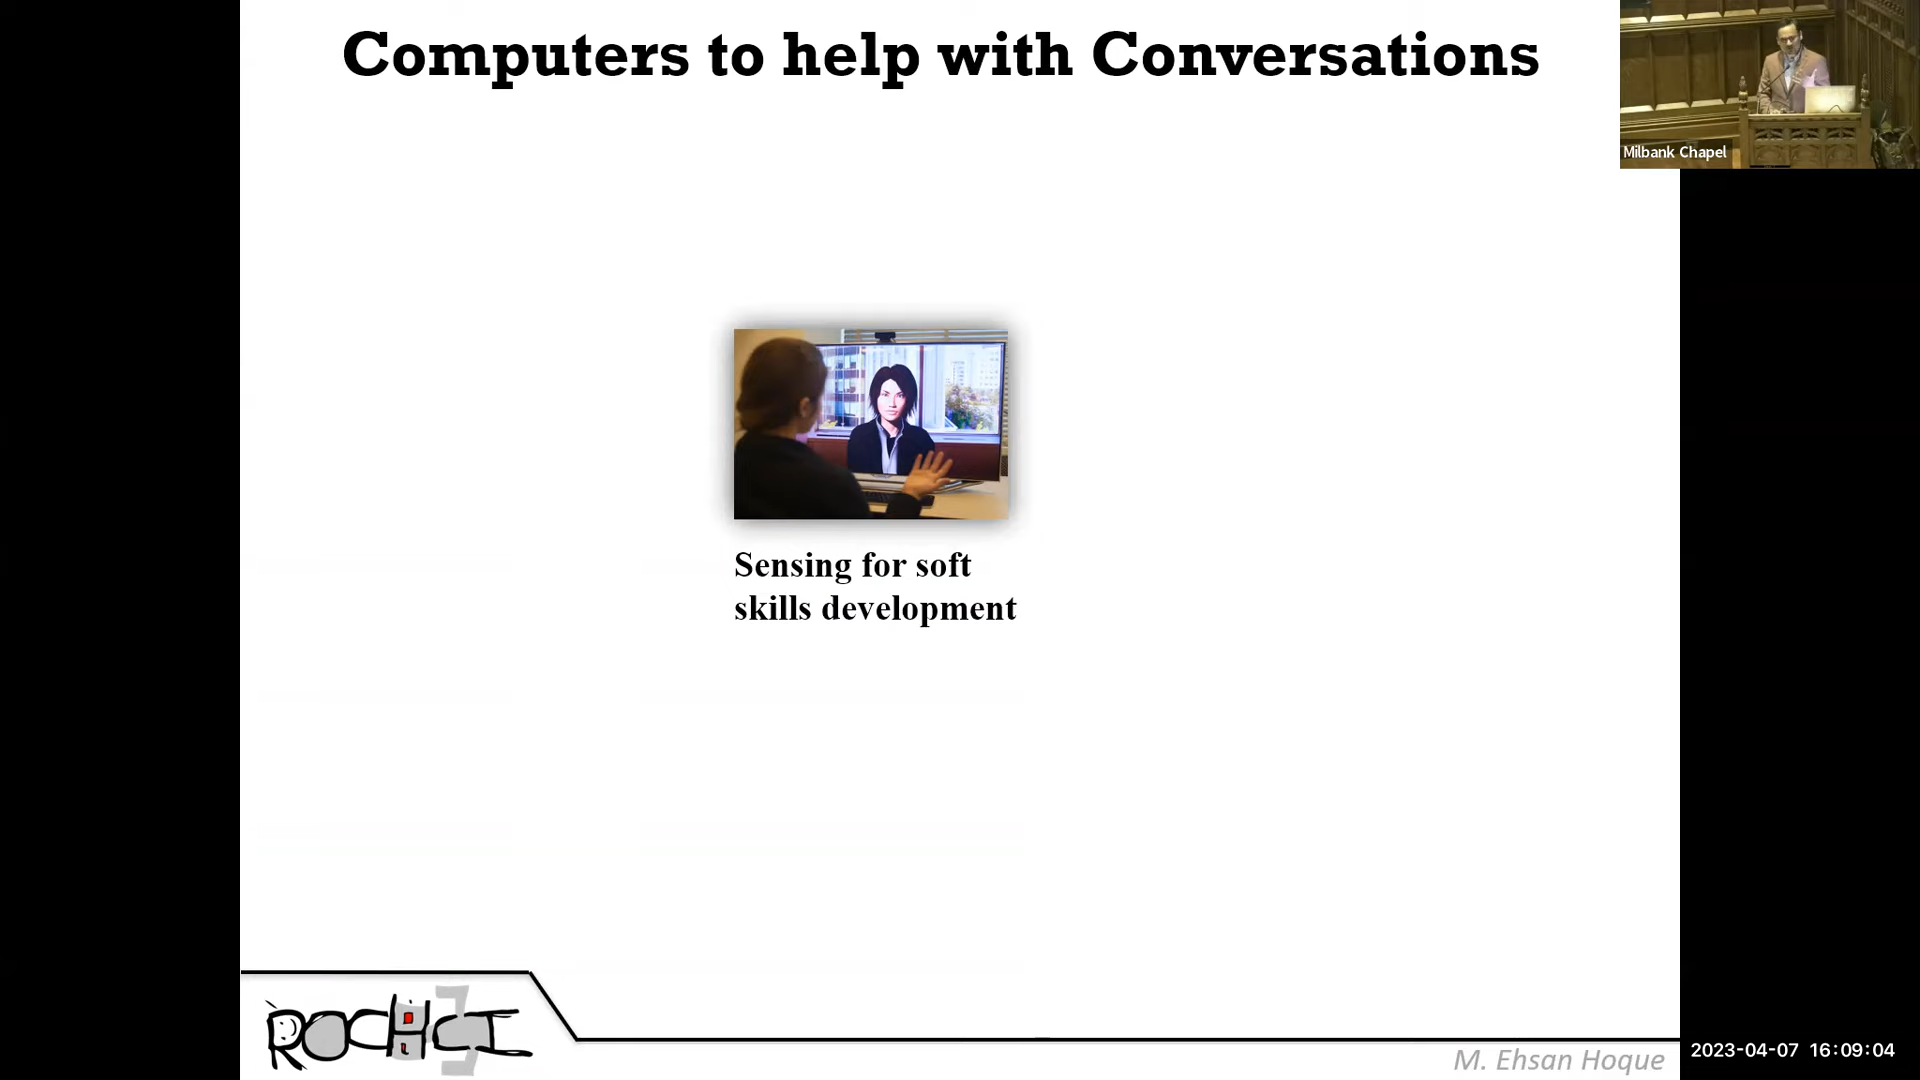 Computers to help with Conversations
Milbank Chapel
Sensing for soft
skills development
ROCHCI
M. Ehsan Hoque
2023-04-07 16:09:04